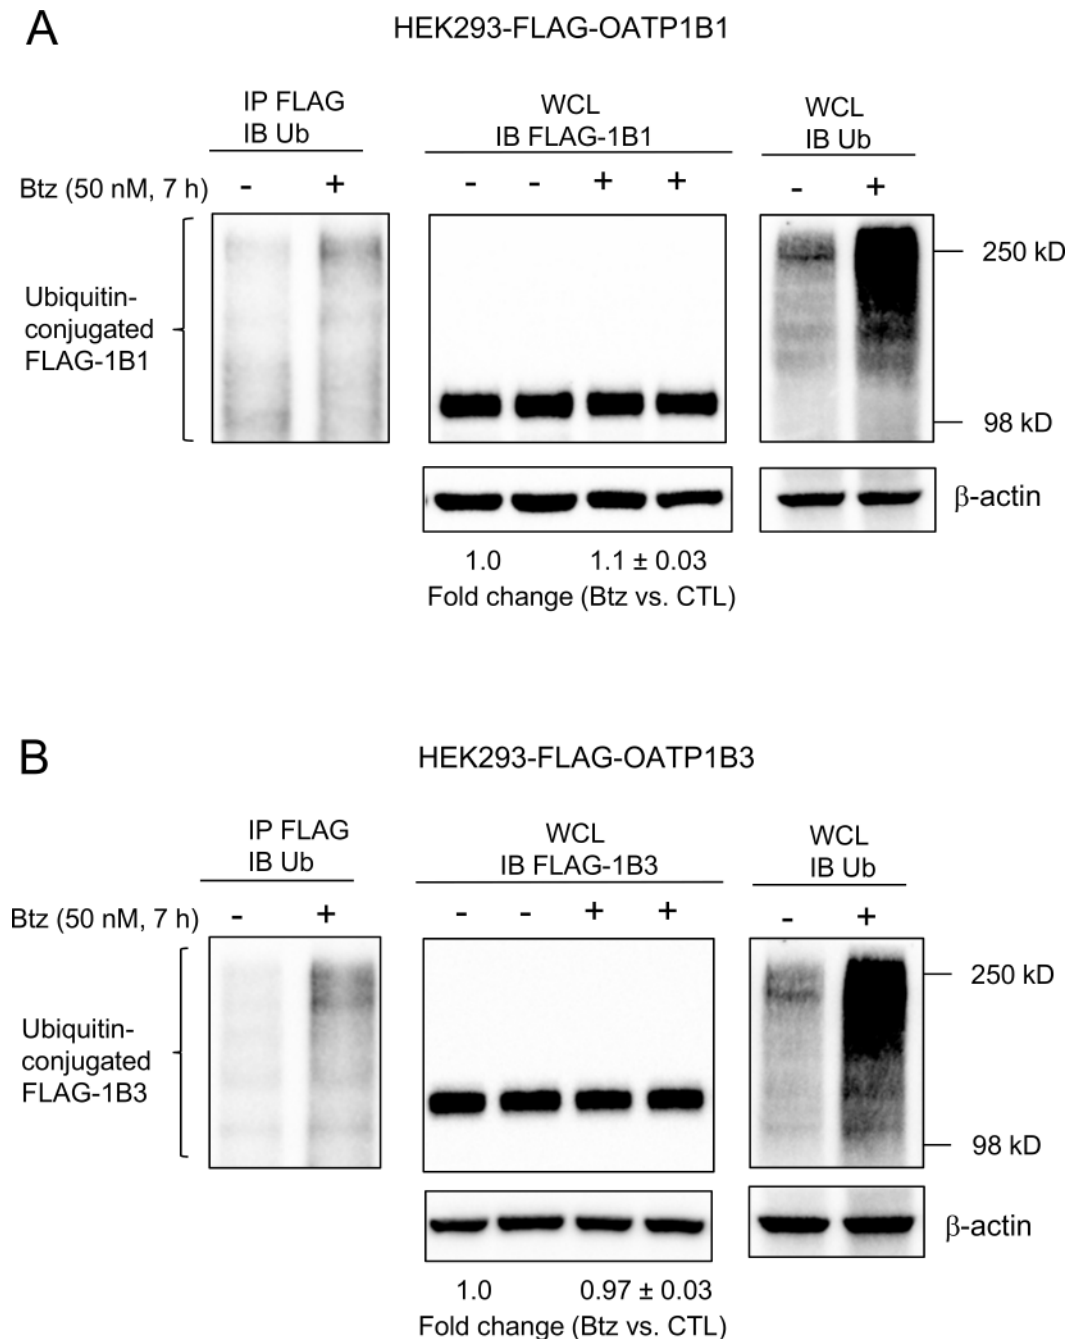 A
HEK293-FLAG-OATP1B1
IP FLAG
IB Ub
WCL
IB FLAG-1B1
WCL
IB Ub
Btz (50 nM, 7 h) - + - - + + - +
Ubiquitin-
conjugated
FLAG-1B1
250 kD
98 kD
β-actin
1.0 1.1 ± 0.03
Fold change (Btz vs. CTL)
B
HEK293-FLAG-OATP1B3
IP FLAG
IB Ub
WCL
IB FLAG-1B3
WCL
IB Ub
Btz (50 nM, 7 h) - + - - + + - +
Ubiquitin-
conjugated
FLAG-1B3
250 kD
98 kD
β-actin
1.0 0.97 ± 0.03
Fold change (Btz vs. CTL)